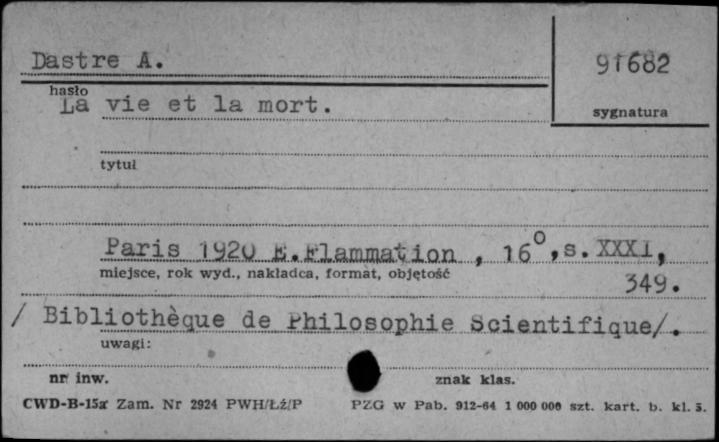 Dastre A.
91682
hasło
La vie et la mort.
sygnatura
tytuł
Paris 1920 E.Flammation , 16⁰,s. XXXI,
miejsce, rok wyd., nakładca, format, objętość
349.
/ Bibliothèque de Philosophie Scientifique/.
uwagi:
nr inw.
znak klas.
CWD-B-15a Zam. Nr 2924 PWH/Łź/P
PZG w Pab. 912-64 1 000 000 szt. kart. b. kl. 5.